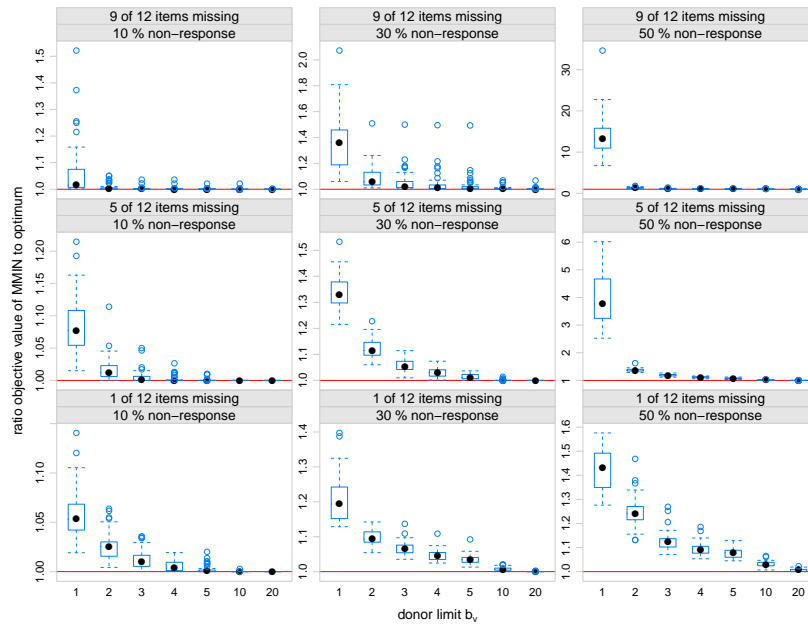 9 of 12 items missing
10 % non−response
9 of 12 items missing
30 % non−response
9 of 12 items missing
50 % non−response
1.0 1.1 1.2 1.3 1.4 1.5
1.0 1.2 1.4 1.6 1.8 2.0
0 10 20 30
5 of 12 items missing
10 % non−response
5 of 12 items missing
30 % non−response
5 of 12 items missing
50 % non−response
1.00 1.05 1.10 1.15 1.20
1.0 1.1 1.2 1.3 1.4 1.5
1 2 3 4 5 6
1 of 12 items missing
10 % non−response
1 of 12 items missing
30 % non−response
1 of 12 items missing
50 % non−response
1.00 1.05 1.10
1.0 1.1 1.2 1.3 1.4
1.0 1.1 1.2 1.3 1.4 1.5 1.6
1 2 3 4 5 10 20
1 2 3 4 5 10 20
1 2 3 4 5 10 20
ratio objective value of MMIN to optimum
donor limit b_v